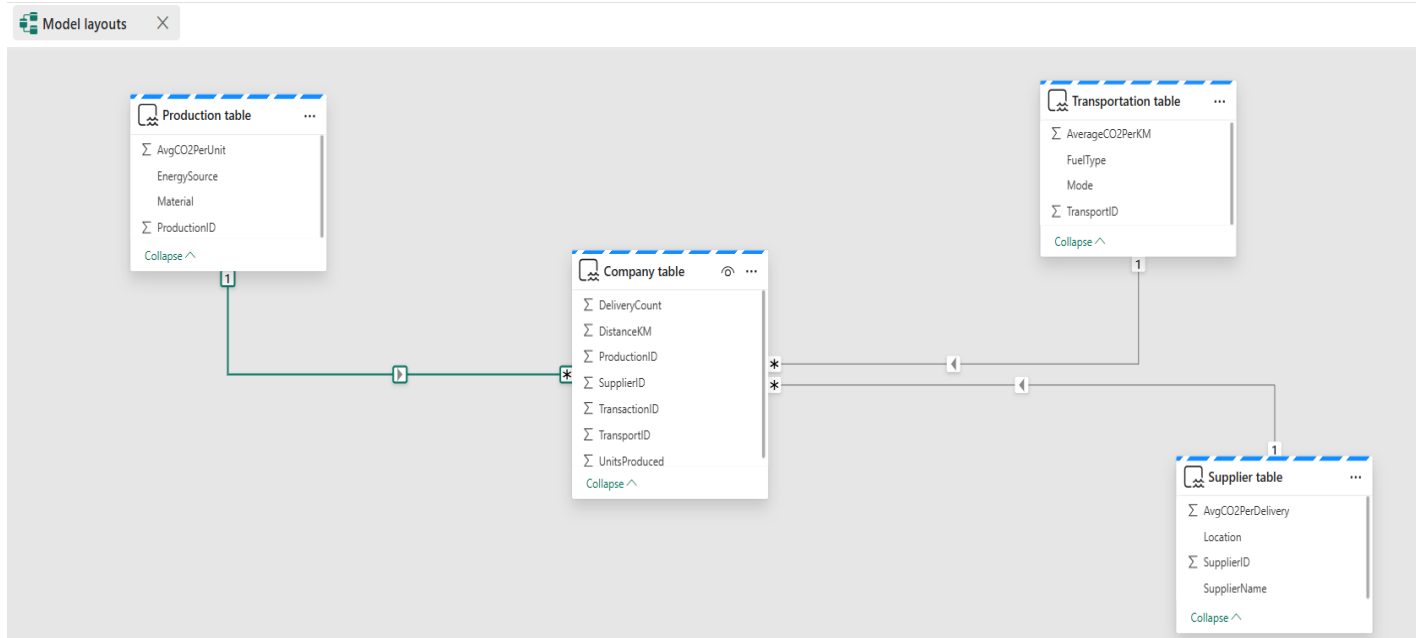 Model layouts
Production table
Σ AvgCO2PerUnit
EnergySource
Material
Σ ProductionID
Collapse
1
Transportation table
Σ AverageCO2PerKM
FuelType
Mode
Σ TransportID
Collapse
1
Company table
Σ DeliveryCount
Σ DistanceKM
Σ ProductionID
Σ SupplierID
Σ TransactionID
Σ TransportID
Σ UnitsProduced
Collapse
*
*
*
1
Supplier table
Σ AvgCO2PerDelivery
Location
Σ SupplierID
SupplierName
Collapse